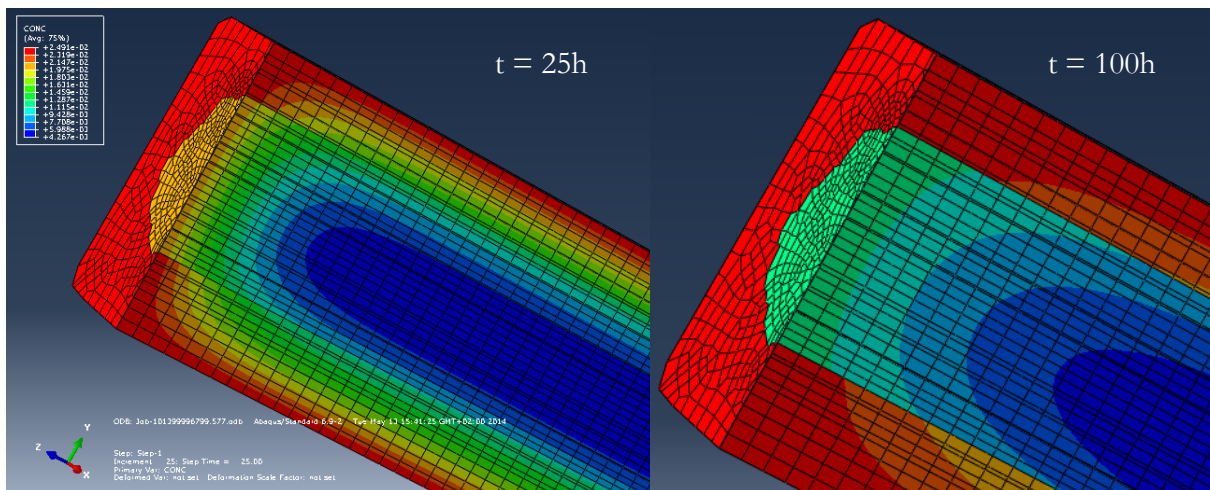 CONC
(Avg: 75%)
+2.491e-02
+2.319e-02
+2.147e-02
+1.975e-02
+1.803e-02
+1.631e-02
+1.459e-02
+1.287e-02
+1.115e-02
+9.428e-03
+7.708e-03
+5.988e-03
+4.267e-03
t = 25h
t = 100h
ODB: Job-101399996799.577.odb Abaqus/Standard 6.9-2 Tue May 13 15:41:25 GMT+02:00 2014
Step: Step-1
Increment 25: Step Time = 25.00
Primary Var: CONC
Deformed Var: not set Deformation Scale Factor: not set
Y
Z
X